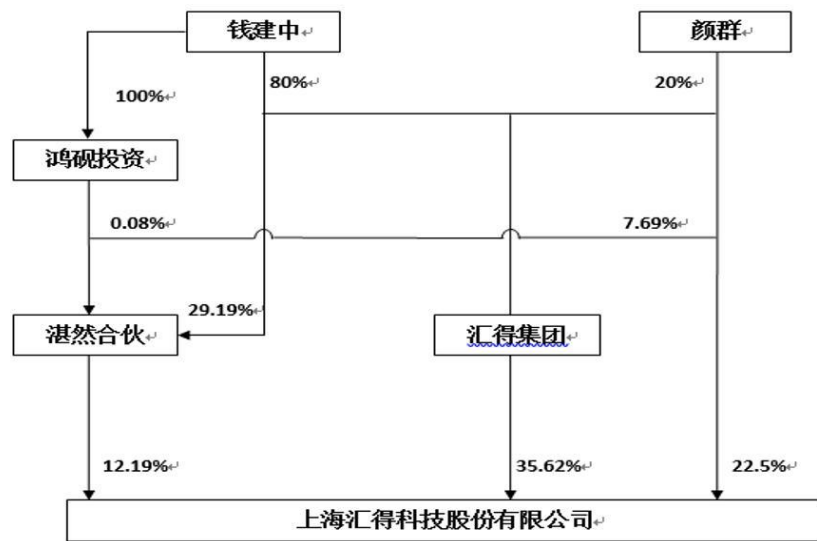 钱建中
颜群
100%
80%
20%
鸿砚投资
0.08%
7.69%
29.19%
湛然合伙
汇得集团
12.19%
35.62%
22.5%
上海汇得科技股份有限公司